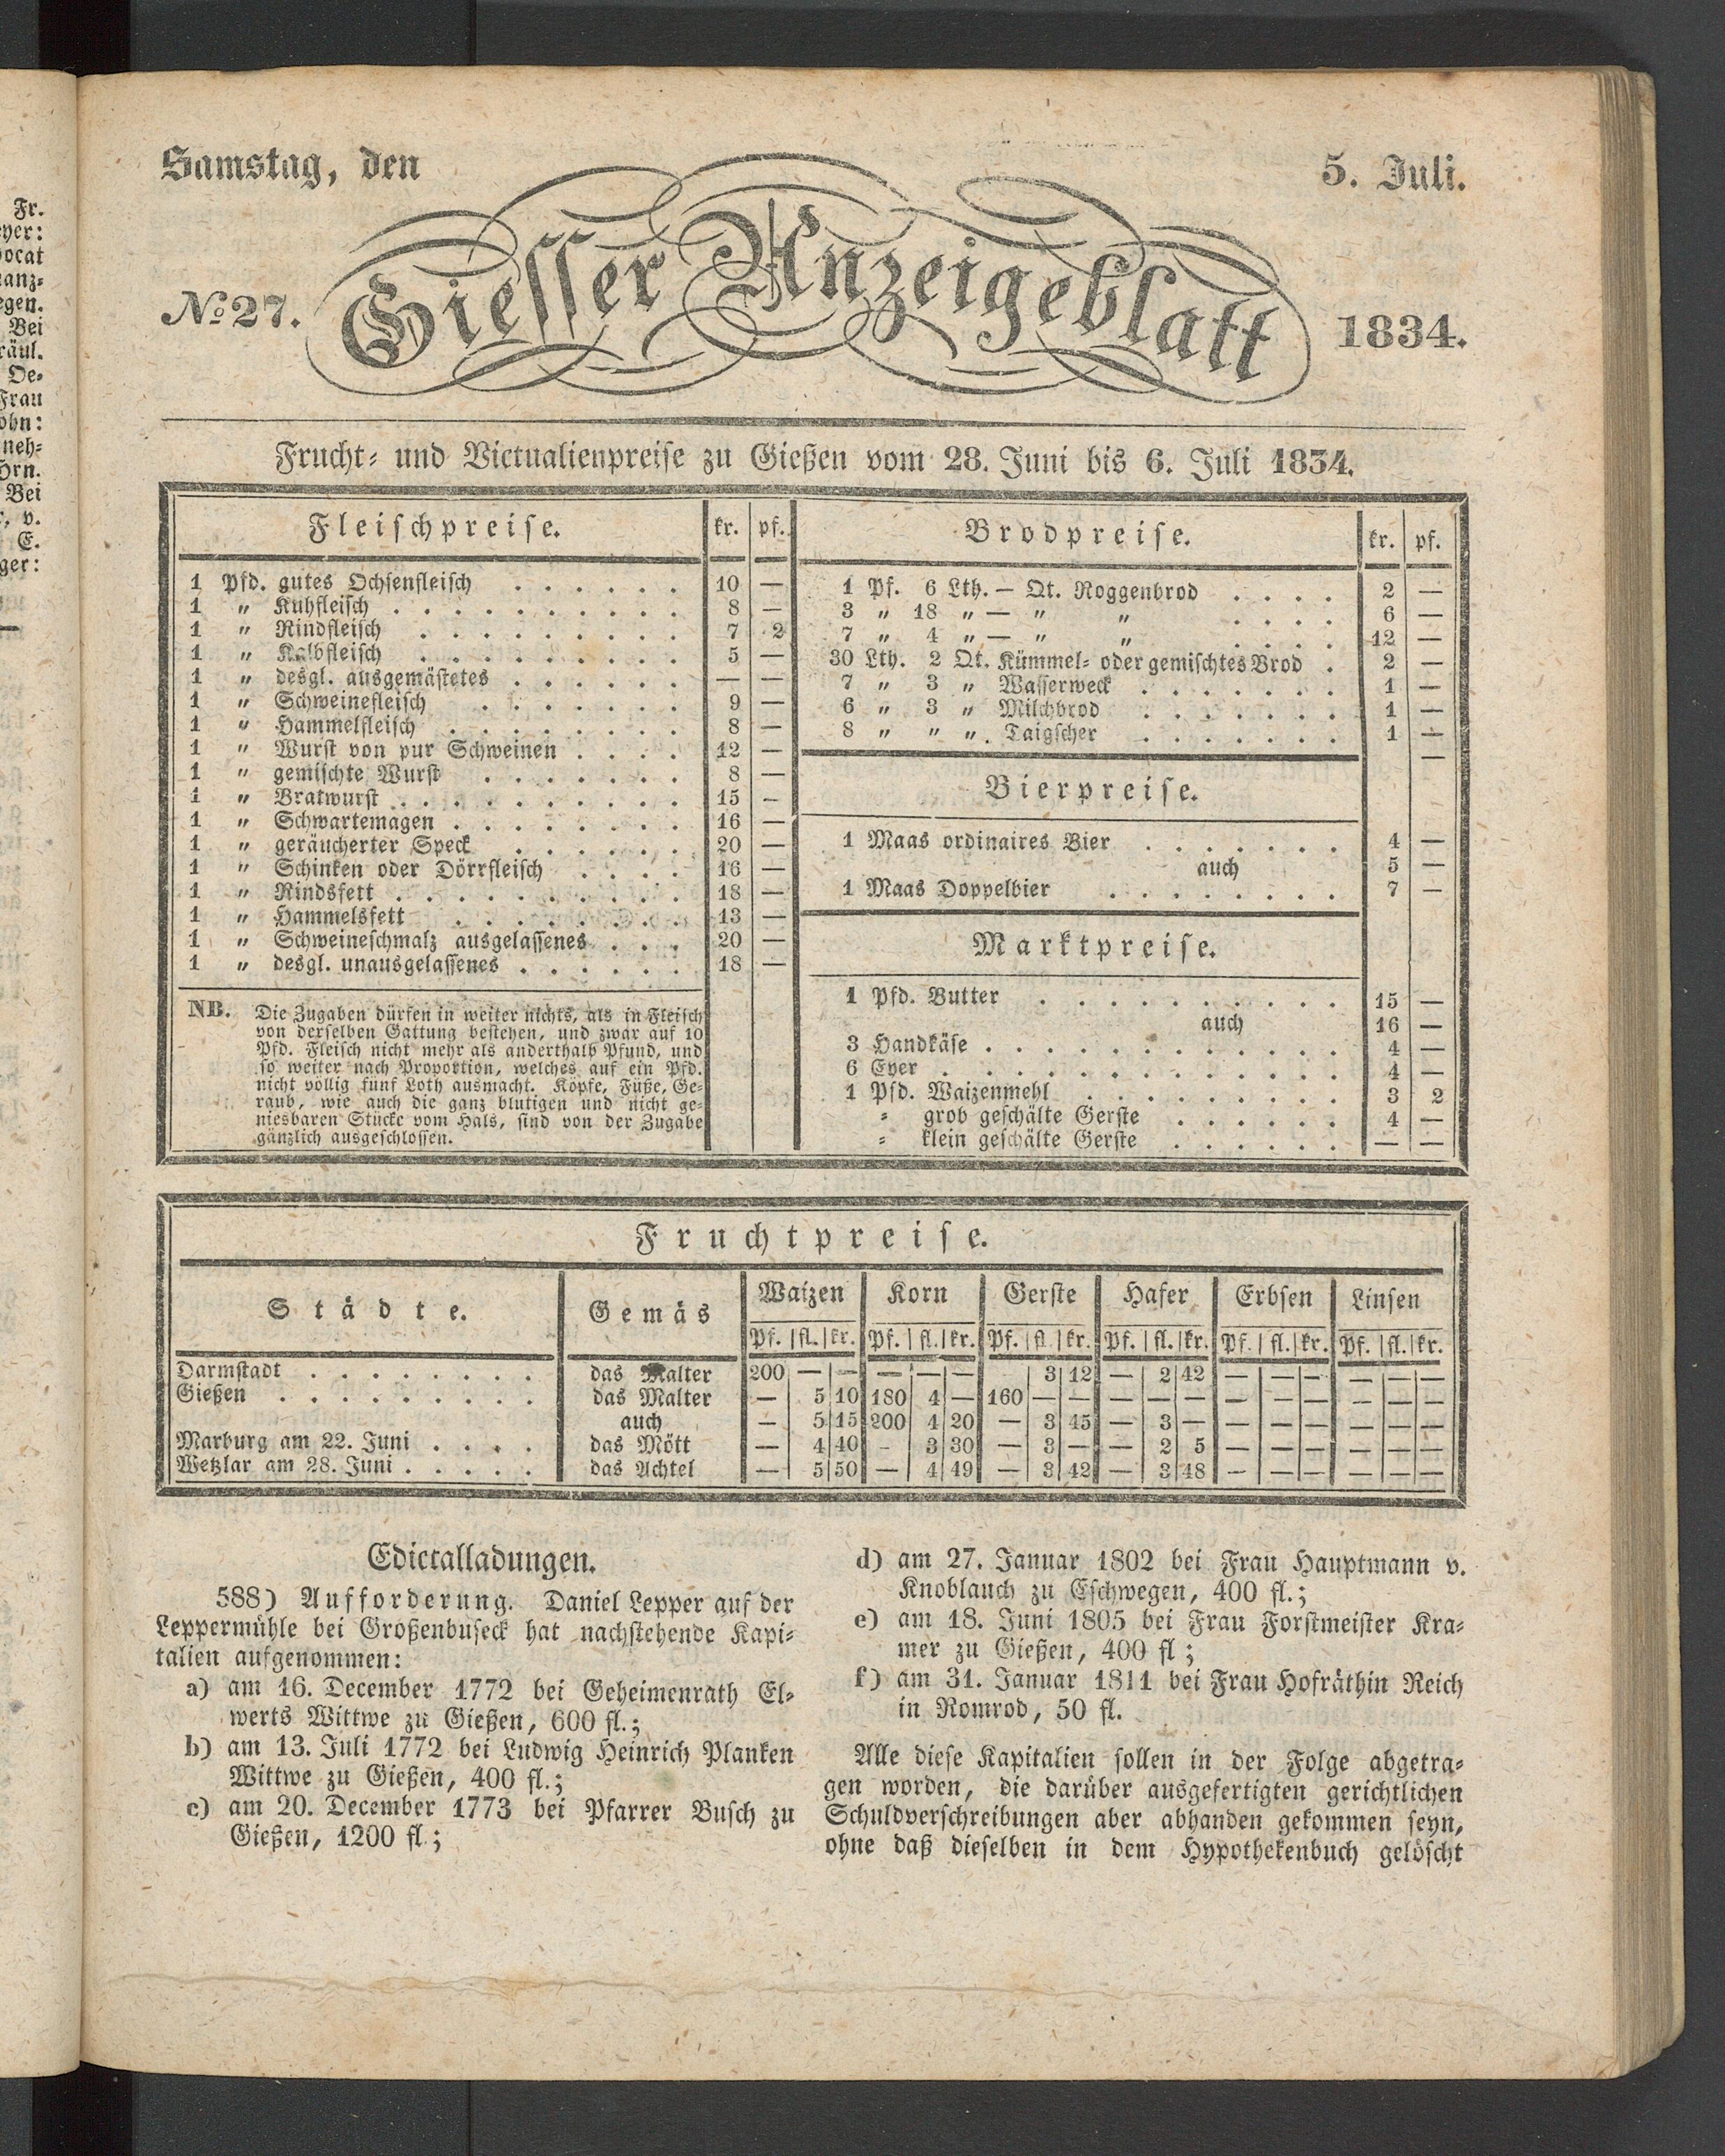 Fr.
eyer:
ocat
anz-
egen.
Bei
räul.
De-
Frau
ohn:
neh-
Hrn.
Bei
, v.
E.
ger:
Samstag, den 5. Juli.
No 27. Giesser Anzeigeblatt 1834.
Frucht- und Victualienpreise zu Gießen vom 28. Juni bis 6. Juli 1834.
Fleischpreise. kr. pf.
1 Pfd. gutes Ochsenfleisch . . . . . . 10 —
1 „ Kuhfleisch . . . . . . . . . 8 —
1 „ Rindfleisch . . . . . . . . 7 2
1 „ Kalbfleisch . . . . . . . . 5 —
1 „ desgl. ausgemästetes . . . . . . — —
1 „ Schweinefleisch . . . . . . . 9 —
1 „ Hammelfleisch . . . . . . . . 8 —
1 „ Wurst von pur Schweinen . . . . 12 —
1 „ gemischte Wurst . . . . . . . 8 —
1 „ Bratwurst . . . . . . . . . 15 —
1 „ Schwartemagen . . . . . . . . 16 —
1 „ geräucherter Speck . . . . . . 20 —
1 „ Schinken oder Dörrfleisch . . . . 16 —
1 „ Rindsfett . . . . . . . . . 18 —
1 „ Hammelsfett . . . . . . . . 13 —
1 „ Schweineschmalz ausgelassenes . . . 20 —
1 „ desgl. unausgelassenes . . . . . . 18 —
NB. Die Zugaben dürfen in weiter nichts, als in Fleisch
von derselben Gattung bestehen, und zwar auf 10
Pfd. Fleisch nicht mehr als anderthalb Pfund, und
so weiter nach Proportion, welches auf ein Pfd.
nicht völlig fünf Loth ausmacht. Köpfe, Füße, Ge-
räub, wie auch die ganz blutigen und nicht ge-
niesbaren Stücke vom Hals, sind von der Zugabe
gänzlich ausgeschlossen.
Brodpreise. kr. pf.
1 Pf. 6 Lth. — Qt. Roggenbrod . . . . 2 —
3 „ 18 „ — „ „ . . . . 6 —
7 „ 4 „ — „ „ . . . . 12 —
30 Lth. 2 Qt. Kümmel- oder gemischtes Brod . 2 —
7 „ 3 „ Wasserweck . . . . . . . 1 —
6 „ 3 „ Milchbrod . . . . . . . 1 —
8 „ „ „ Taigscher . . . . . . . 1 —
—
Bierpreise.
1 Maas ordinaires Bier . . . . . . . 4 —
auch 5 —
1 Maas Doppelbier . . . . . . . . 7 —
Marktpreise.
1 Pfd. Butter . . . . . . . . . . 15 —
auch 16 —
3 Handkäse . . . . . . . . . . . . 4 —
6 Eyer . . . . . . . . . . . . . 4 —
1 Pfd. Waizenmehl . . . . . . . . . 3 2
= grob geschälte Gerste . . . . . . 4 —
= klein geschälte Gerste . . . . . . — —
Fruchtpreise.
Städte. Gemäs Waizen Korn Gerste Hafer Erbsen Linsen
Pf. fl. kr. Pf. fl. kr. Pf. fl. kr. Pf. fl. kr. Pf. fl. kr. Pf. fl. kr.
Darmstadt . . . . . . . . das Malter 200 — — — — — 3 12 — 2 42 — — — — — —
Gießen . . . . . . . . . das Malter — 5 10 180 4 — 160 — — — — — — — — — — —
auch — 5 15 200 4 20 — 3 45 — 3 — — — — — — —
Marburg am 22. Juni . . . . das Mött — 4 40 — 3 30 — 3 — — 2 5 — — — — — —
Wetzlar am 28. Juni . . . . . das Achtel — 5 50 — 4 49 — 3 42 — 3 48 — — — — — —
Edictalladungen.
588) Aufforderung. Daniel Lepper auf der
Leppermühle bei Großenbuseck hat nachstehende Kapi-
talien aufgenommen:
a) am 16. December 1772 bei Geheimenrath El-
werts Wittwe zu Gießen, 600 fl.;
b) am 13. Juli 1772 bei Ludwig Heinrich Planken
Wittwe zu Gießen, 400 fl.;
c) am 20. December 1773 bei Pfarrer Busch zu
Gießen, 1200 fl.;
d) am 27. Januar 1802 bei Frau Hauptmann v.
Knoblauch zu Eschwegen, 400 fl.;
e) am 18. Juni 1805 bei Frau Forstmeister Kra-
mer zu Gießen, 400 fl;
f) am 31. Januar 1811 bei Frau Hofräthin Reich
in Romrod, 50 fl.
Alle diese Kapitalien sollen in der Folge abgetra-
gen worden, die darüber ausgefertigten gerichtlichen
Schuldverschreibungen aber abhanden gekommen seyn,
ohne daß dieselben in dem Hypothekenbuch gelöscht